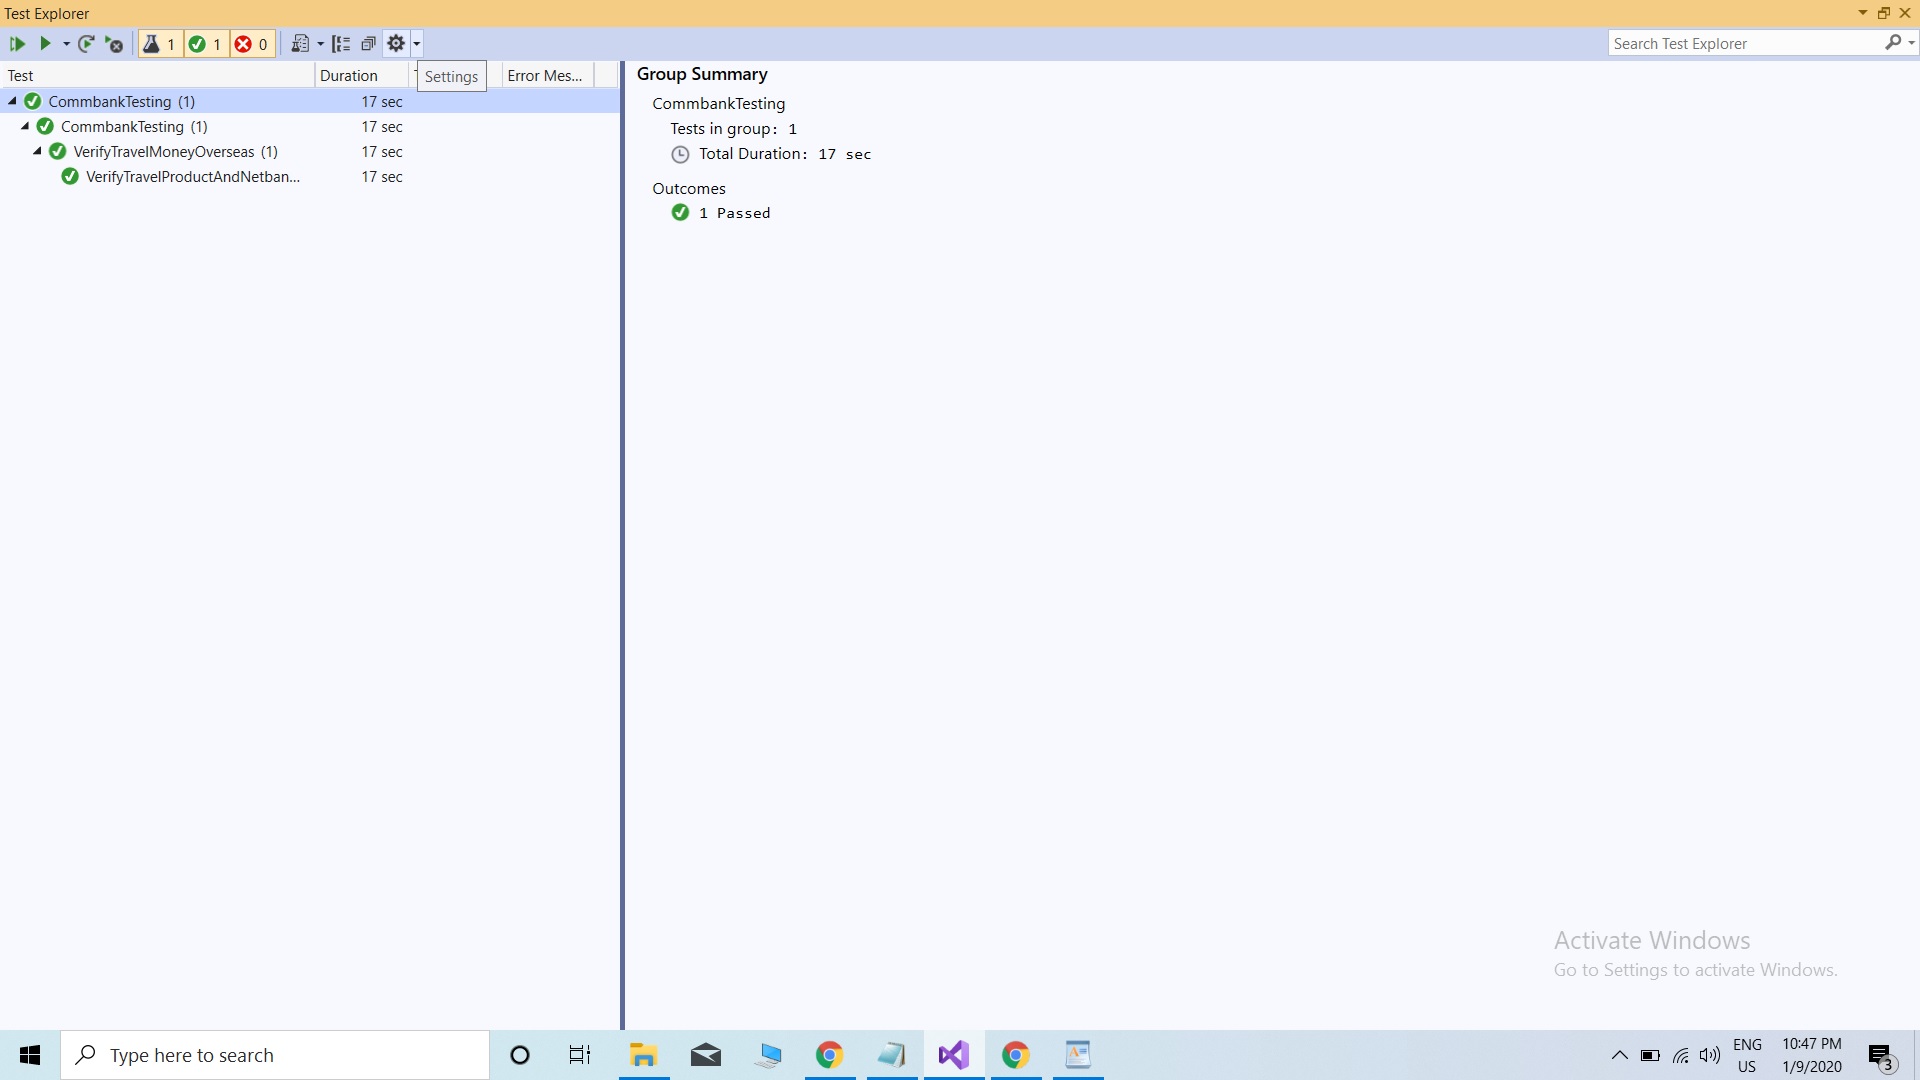 Test Explorer
1 1 0
Search Test Explorer
Test Duration Error Mes...
Settings
CommbankTesting (1) 17 sec
CommbankTesting (1) 17 sec
VerifyTravelMoneyOverseas (1) 17 sec
VerifyTravelProductAndNetban... 17 sec
Group Summary
CommbankTesting
Tests in group: 1
Total Duration: 17 sec
Outcomes
1 Passed
Activate Windows
Go to Settings to activate Windows.
Type here to search
ENG
US
10:47 PM
1/9/2020
3